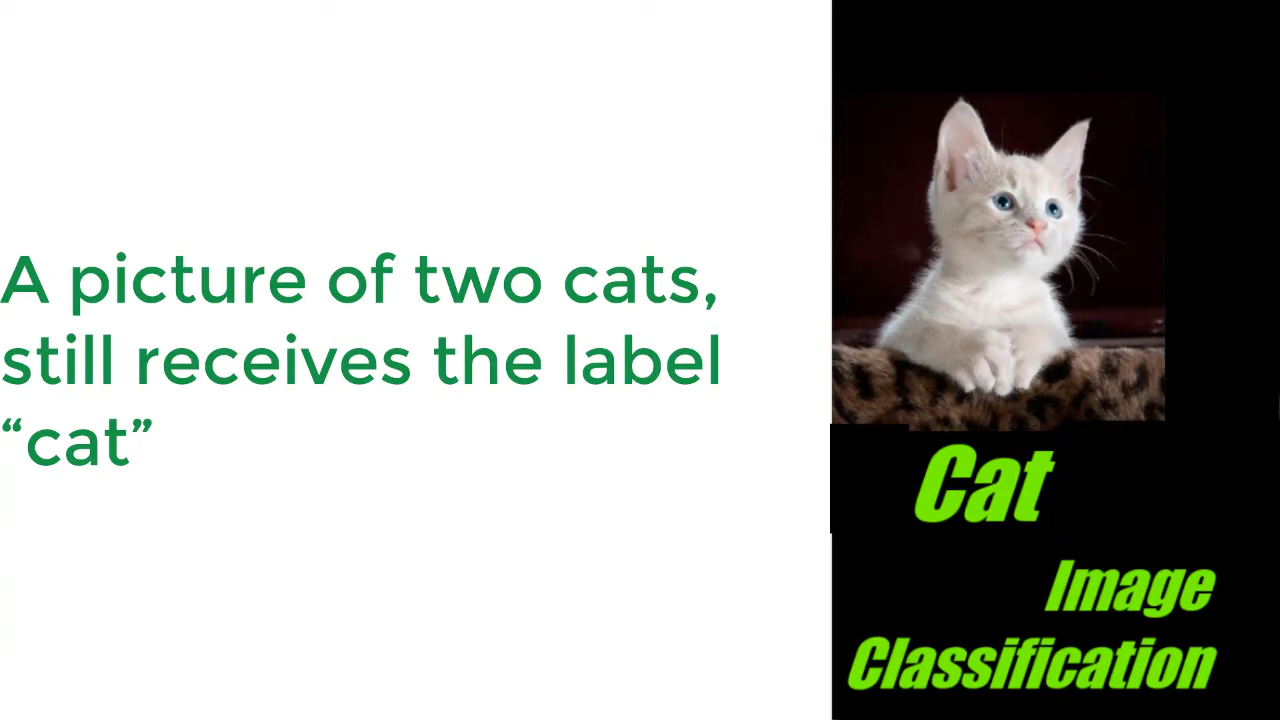 A picture of two cats,
still receives the label
“cat”
Cat
Image
Classification